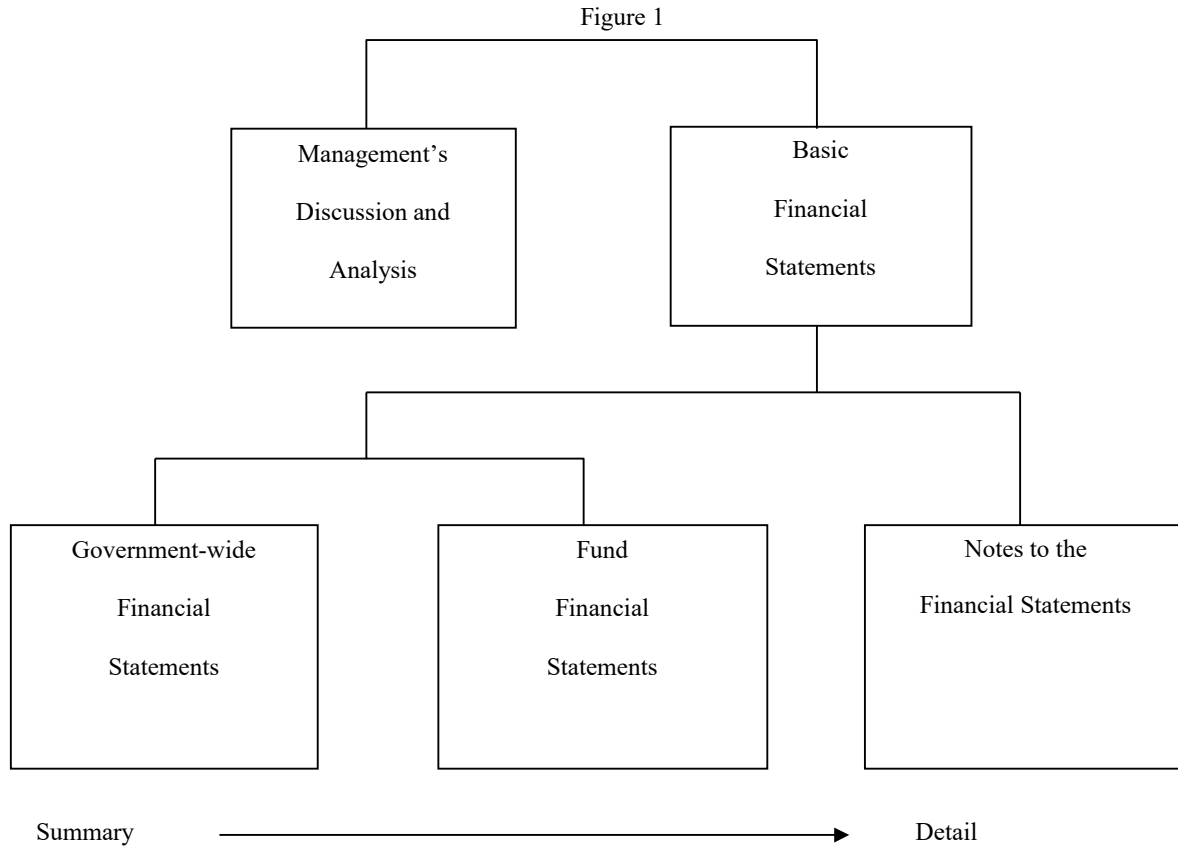 Figure 1
Management’s
Discussion and
Analysis
Basic
Financial
Statements
Government-wide
Financial
Statements
Fund
Financial
Statements
Notes to the
Financial Statements
Summary
Detail